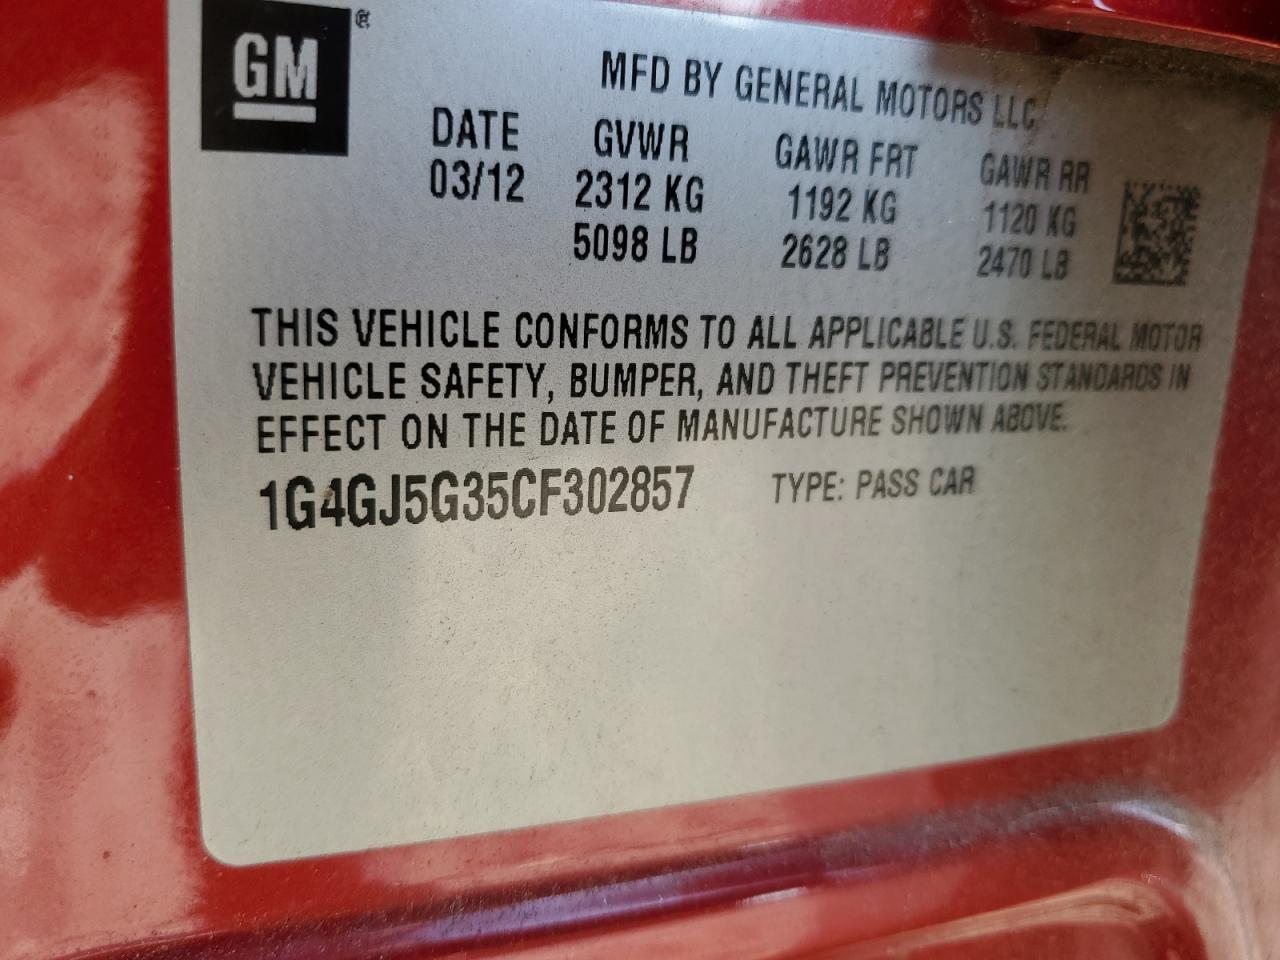 GM ®
MFD BY GENERAL MOTORS LLC
DATE GVWR GAWR FRT GAWR RR
03/12 2312 KG 1192 KG 1120 KG
5098 LB 2628 LB 2470 LB
THIS VEHICLE CONFORMS TO ALL APPLICABLE U.S. FEDERAL MOTOR
VEHICLE SAFETY, BUMPER, AND THEFT PREVENTION STANDARDS IN
EFFECT ON THE DATE OF MANUFACTURE SHOWN ABOVE.
1G4GJ5G35CF302857 TYPE: PASS CAR